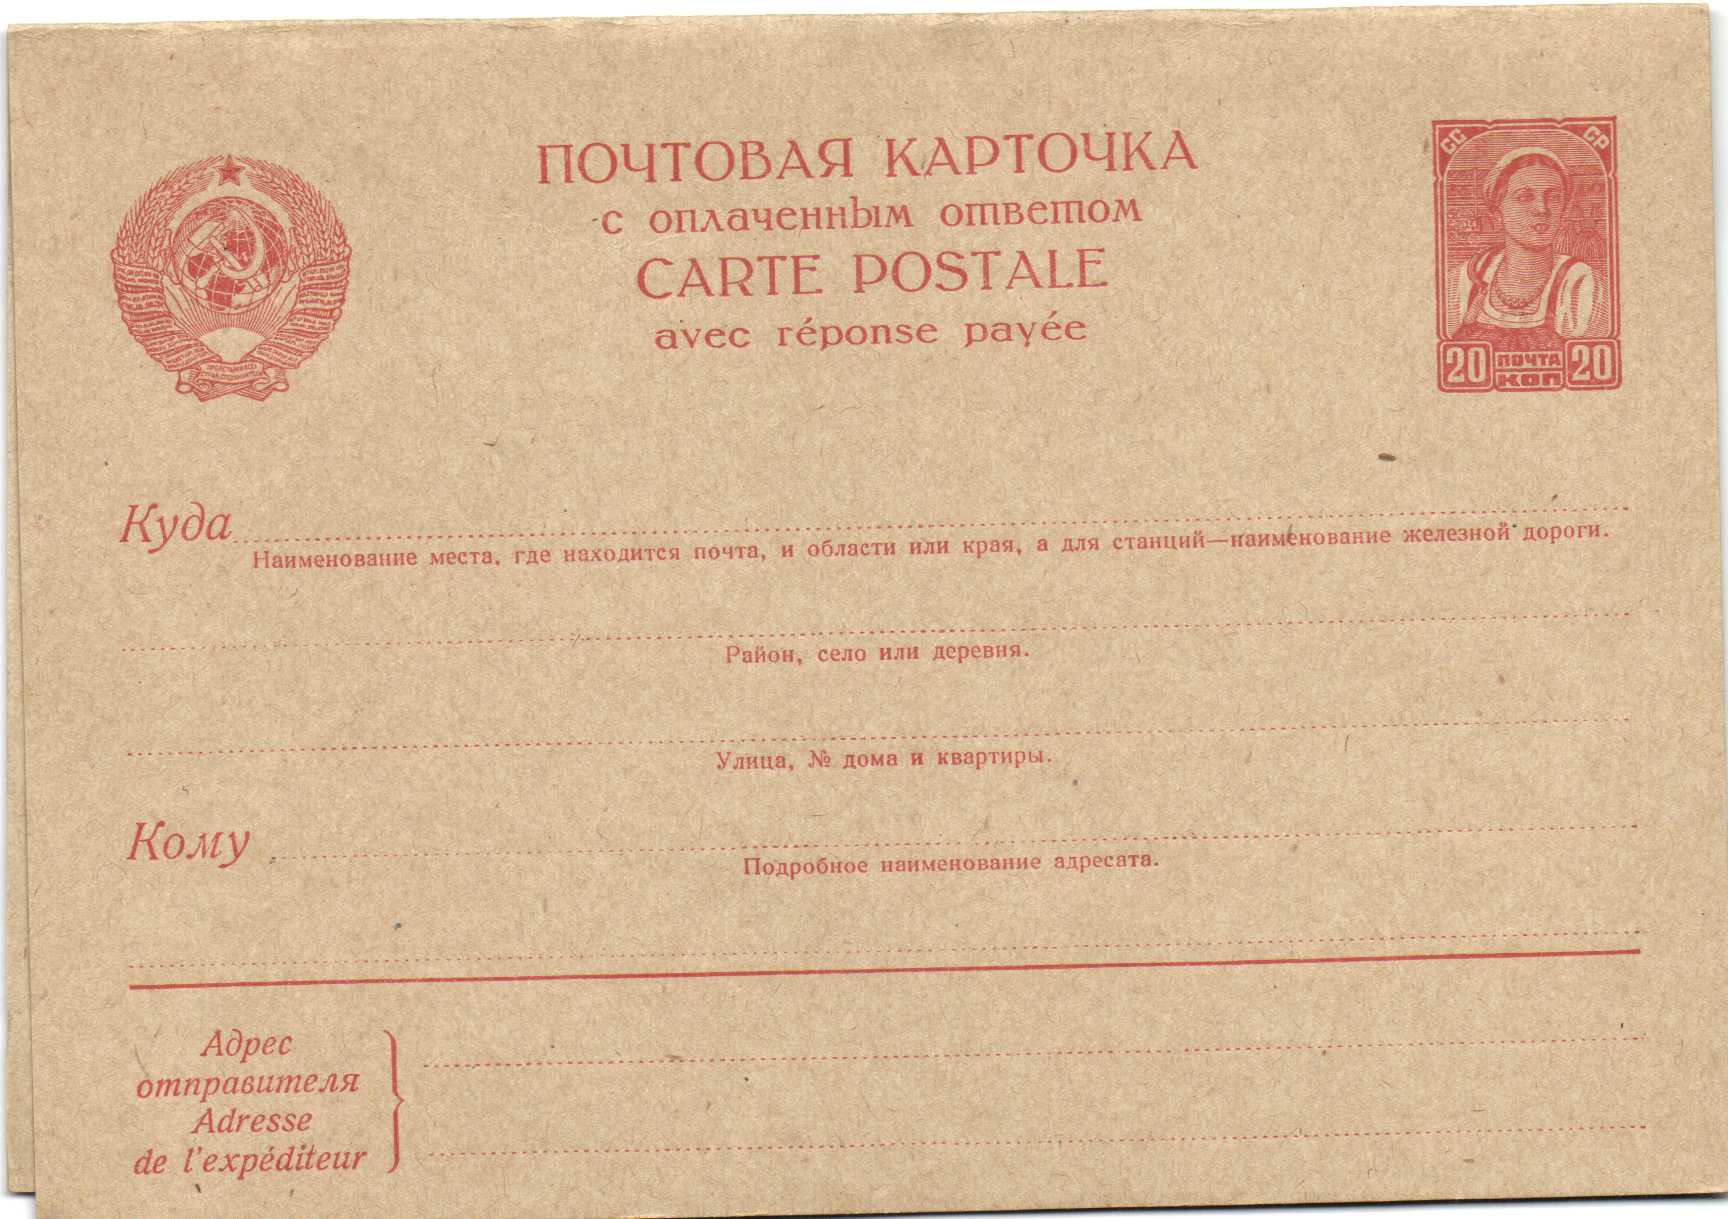 ПОЧТОВАЯ КАРТОЧКА
с оплаченным ответом
CARTE POSTALE
avec réponse payée
СС СР
20 ПОЧТА 20
КОП
Куда
Наименование места, где находится почта, и области или края, а для станций—наименование железной дороги.
Район, село или деревня.
Улица, № дома и квартиры.
Кому
Подробное наименование адресата.
Адрес
отправителя
Adresse
de l'expéditeur